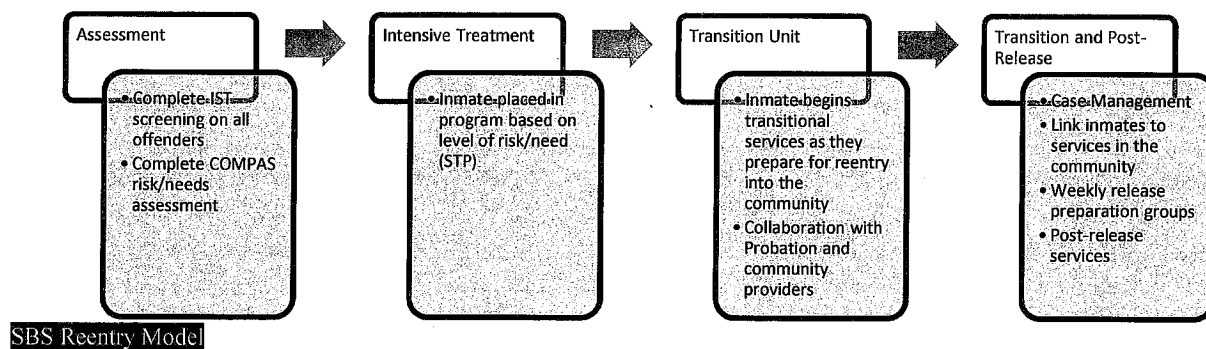 Assessment
• Complete IST
screening on all
offenders
• Complete COMPAS
risk/needs
assessment
Intensive Treatment
• Inmate placed in
program based on
level of risk/need
(STP)
Transition Unit
• Inmate begins
transitional
services as they
prepare for reentry
into the
community
• Collaboration with
Probation and
community
providers
Transition and Post-
Release
• Case Management
• Link inmates to
services in the
community
• Weekly release
preparation groups
• Post-release
services
SBS Reentry Model